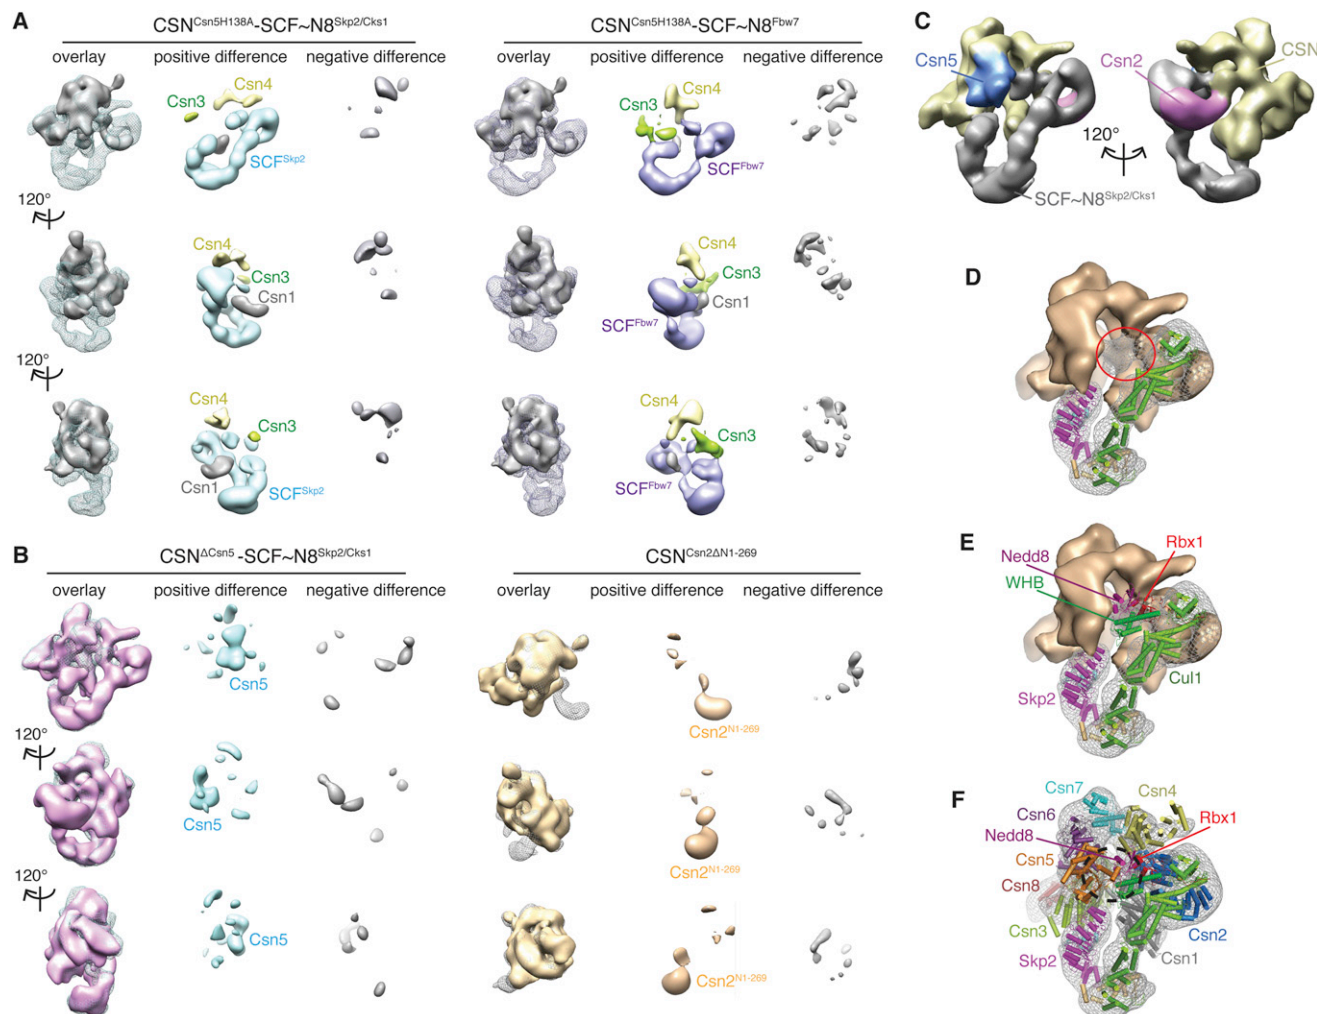 A
CSN^Csn5H138A-SCF~N8^Skp2/Cks1
overlay positive difference negative difference
Csn4
Csn3
SCF^Skp2
120°
Csn4
Csn3
Csn1
120°
Csn4
Csn3
Csn1
SCF^Skp2
CSN^Csn5H138A-SCF~N8^Fbw7
overlay positive difference negative difference
Csn4
Csn3
SCF^Fbw7
Csn4
Csn3
Csn1
SCF^Fbw7
Csn4
Csn3
SCF^Fbw7
B
CSN^ΔCsn5-SCF~N8^Skp2/Cks1
overlay positive difference negative difference
Csn5
120°
Csn5
120°
Csn5
CSN^Csn2ΔN1-269
overlay positive difference negative difference
Csn2^N1-269
Csn2^N1-269
Csn2^N1-269
C
Csn5
Csn2
CSN
120°
SCF~N8^Skp2/Cks1
D
E
Nedd8
Rbx1
WHB
Skp2
Cul1
F
Csn7
Csn4
Csn6
Nedd8
Rbx1
Csn5
Csn8
Csn3
Csn2
Skp2
Csn1